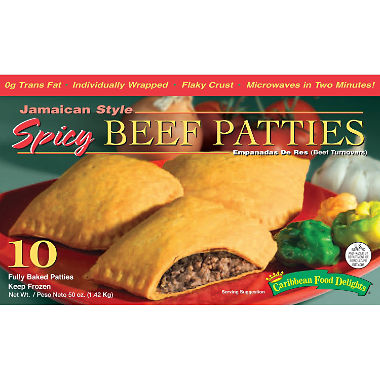 0g Trans Fat • Individually Wrapped • Flaky Crust • Microwaves in Two Minutes!
Jamaican Style
Spicy BEEF PATTIES
Empanadas De Res (Beef Turnovers)
10
Fully Baked Patties
Keep Frozen
Net Wt. / Peso Neto 50 oz. (1.42 Kg)
Serving Suggestion
Caribbean Food Delights